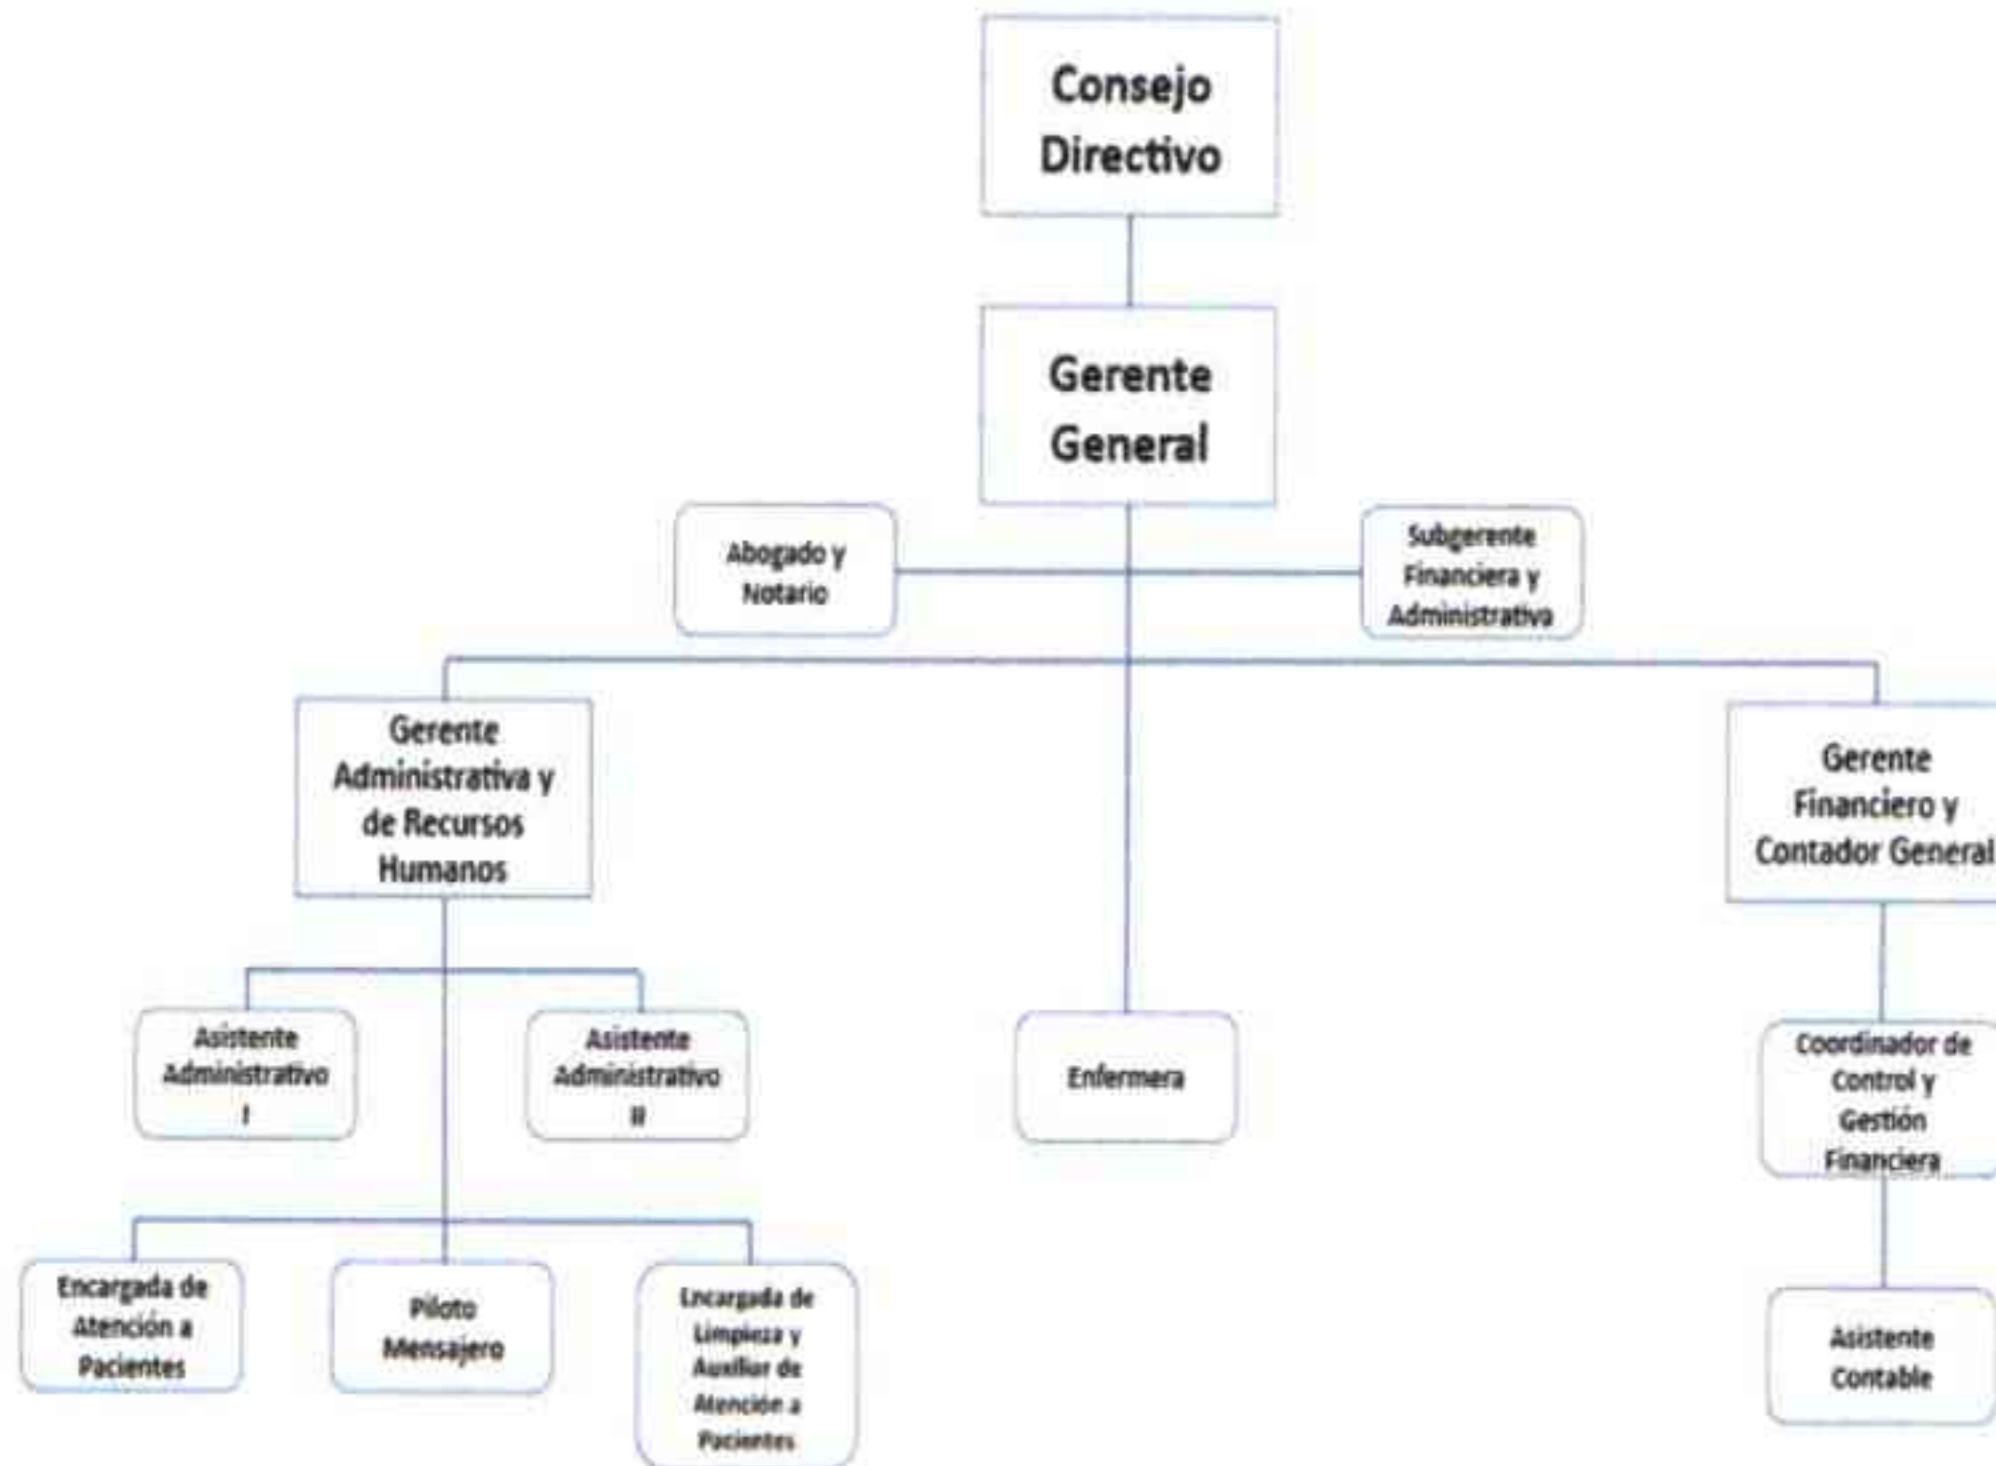 Consejo
Directivo
Gerente
General
Abogado y
Notario
Subgerente
Financiera y
Administrativa
Gerente
Administrativa y
de Recursos
Humanos
Gerente
Financiero y
Contador General
Asistente
Administrativo
I
Asistente
Administrativo
II
Enfermera
Coordinador de
Control y
Gestión
Financiera
Encargada de
Atención a
Pacientes
Piloto
Mensajero
Encargada de
Limpieza y
Auxiliar de
Atención a
Pacientes
Asistente
Contable